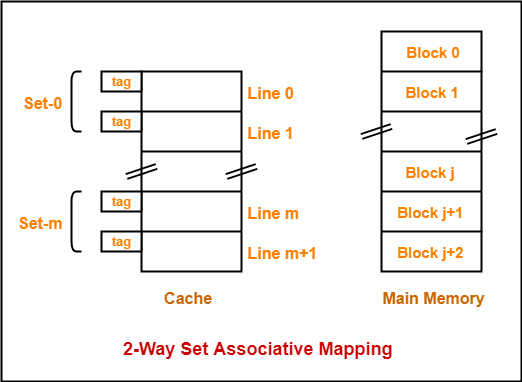 tag
tag
tag
tag
Set-0
Set-m
Line 0
Line 1
Line m
Line m+1
Cache
Block 0
Block 1
Block j
Block j+1
Block j+2
Main Memory
2-Way Set Associative Mapping